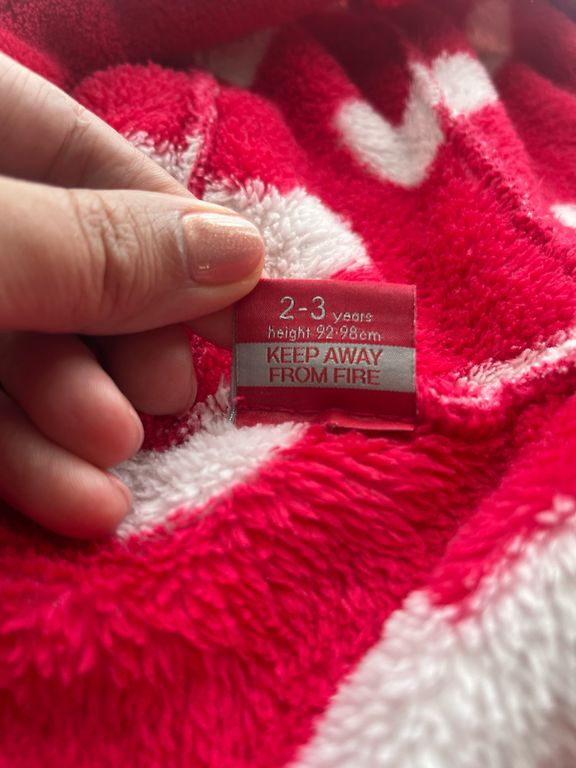 2-3 years
height 92-98cm
KEEP AWAY
FROM FIRE